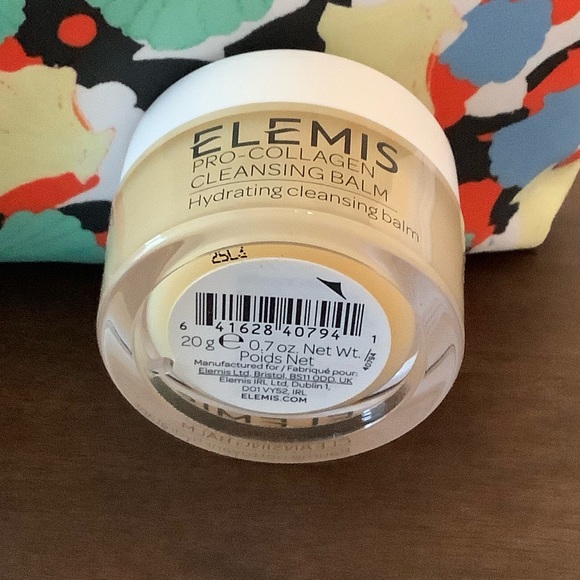 ELEMIS
PRO-COLLAGEN
CLEANSING BALM
Hydrating cleansing balm
6 41628 40794 1
20 g e 0.7 oz. Net Wt.
Poids Net
40794
Manufactured for / Fabriqué pour:
Elemis Ltd, Bristol, BS11 0DD, UK
Elemis IRL Ltd, Dublin 1,
D01 VY52, IRL
ELEMIS.COM